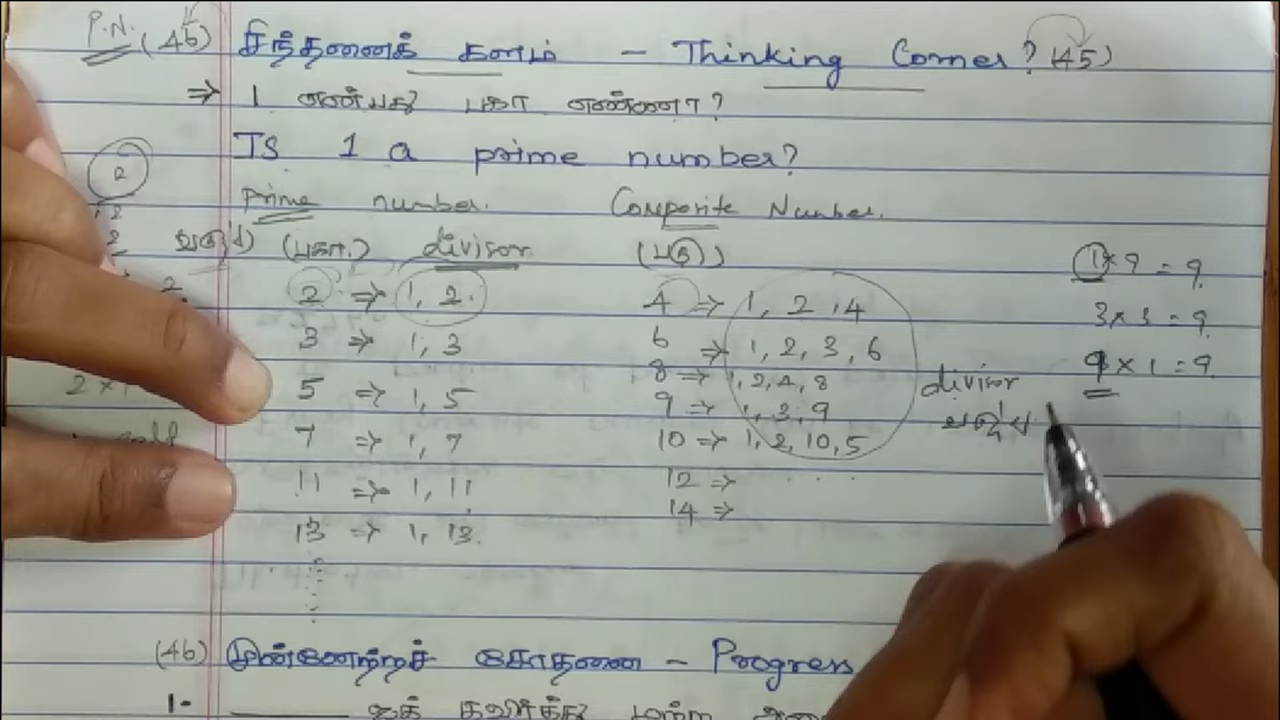 P.N. (46) சிந்தனைக் களம் – Thinking Corner? (45)
⇒ 1 என்பது பகா எண்ணா?
Is 1 a prime number?
2
Prime number. Composite Number.
(பகா.) divisor (பகு)
1×9 = 9
2 ⇒ 1, 2. 4 ⇒ 1, 2, 4
3×3 = 9
3 ⇒ 1, 3 6 ⇒ 1, 2, 3, 6
9×1 = 9
5 ⇒ 1, 5 8 ⇒ 1, 2, 4, 8 divisor
9 ⇒ 1, 3, 9
7 ⇒ 1, 7 10 ⇒ 1, 2, 10, 5
11 ⇒ 1, 11 12 ⇒
14 ⇒
13 ⇒ 1, 13.
(46) முன்னேற்றச் சோதனை – Progress
1-